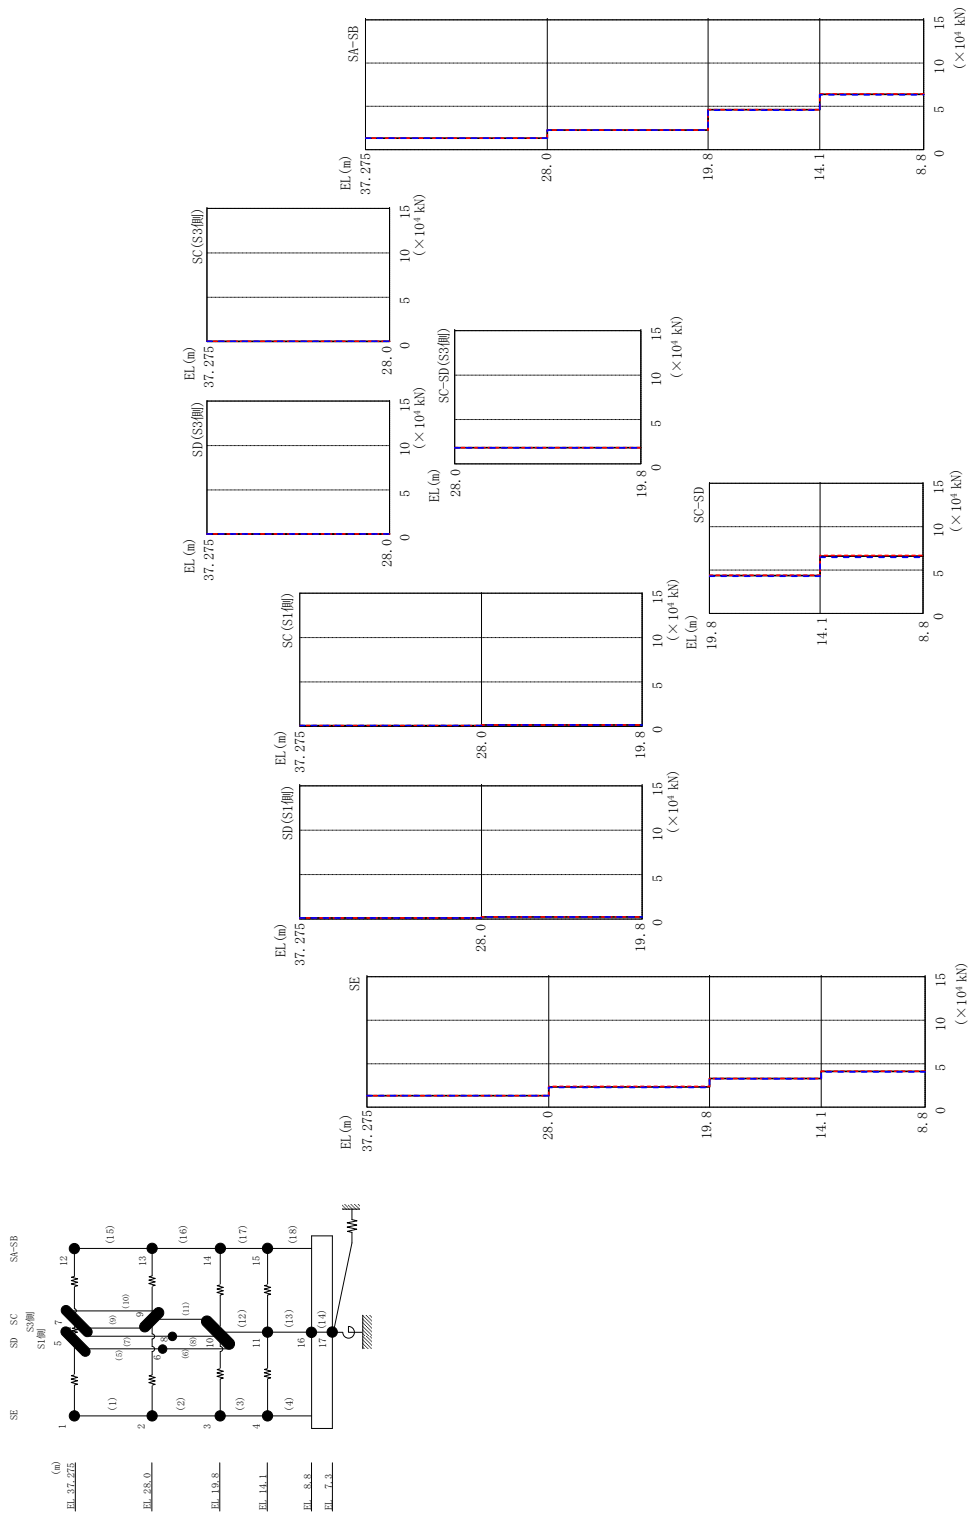 SA-SB
EL(m)
37.275
28.0
19.8
14.1
8.8
0
5
10
15
(×10⁴ kN)
SC(S3側)
EL(m)
37.275
28.0
0
5
10
15
(×10⁴ kN)
SD(S3側)
EL(m)
37.275
28.0
0
5
10
15
(×10⁴ kN)
SC-SD(S3側)
EL(m)
28.0
19.8
0
5
10
15
(×10⁴ kN)
SC-SD
EL(m)
19.8
14.1
8.8
0
5
10
15
(×10⁴ kN)
SC(S1側)
EL(m)
37.275
28.0
19.8
0
5
10
15
(×10⁴ kN)
SD(S1側)
EL(m)
37.275
28.0
19.8
0
5
10
15
(×10⁴ kN)
SE
EL(m)
37.275
28.0
19.8
14.1
8.8
0
5
10
15
(×10⁴ kN)
SE
SD
SC
SA-SB
S3側
S1側
(m)
EL 37.275
EL 28.0
EL 19.8
EL 14.1
EL 8.8
EL 7.3
1
5
7
12
(1)
(5)
(7)
(9)
(10)
(15)
2
6
8
9
13
(2)
(6)
(8)
(11)
(16)
3
10
14
(3)
(12)
(17)
4
11
15
(4)
(13)
(18)
16
(14)
17